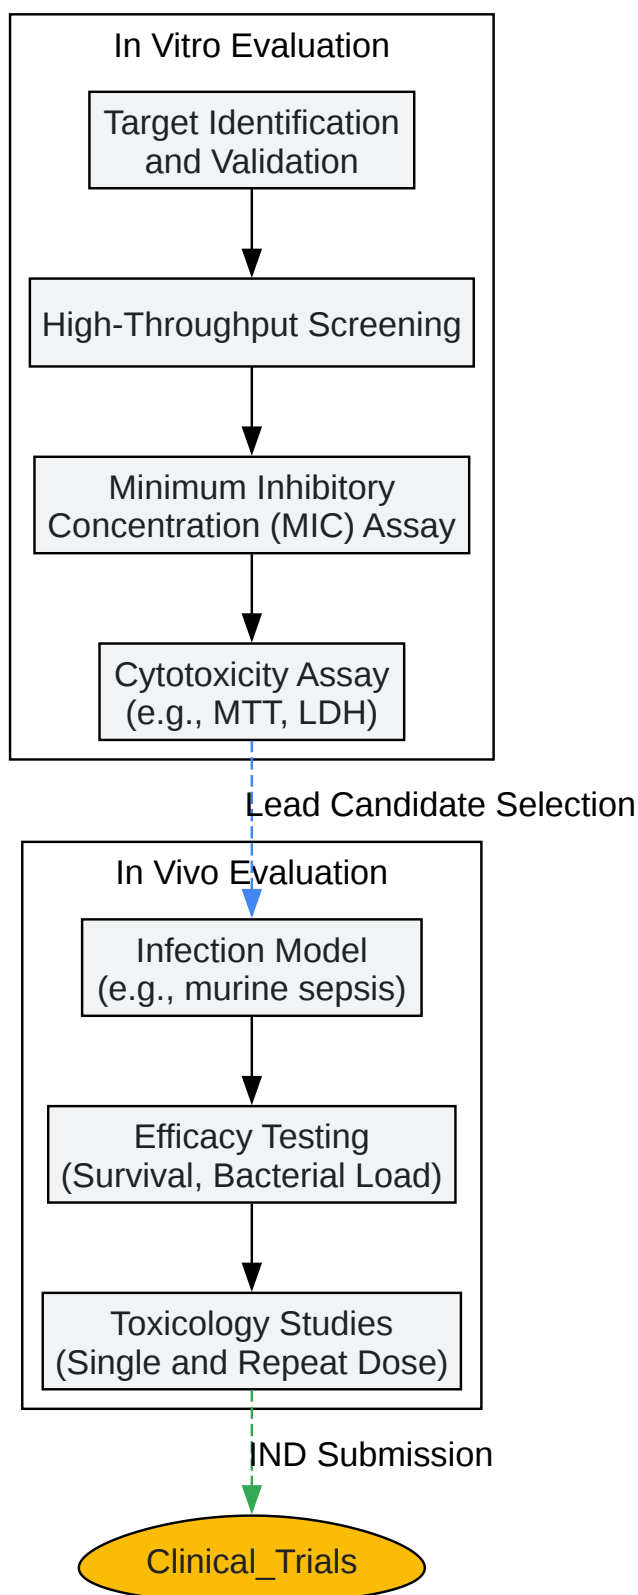 In Vitro Evaluation
Target Identification
and Validation
High-Throughput Screening
Minimum Inhibitory
Concentration (MIC) Assay
Cytotoxicity Assay
(e.g., MTT, LDH)
Lead Candidate Selection
In Vivo Evaluation
Infection Model
(e.g., murine sepsis)
Efficacy Testing
(Survival, Bacterial Load)
Toxicology Studies
(Single and Repeat Dose)
IND Submission
Clinical_Trials